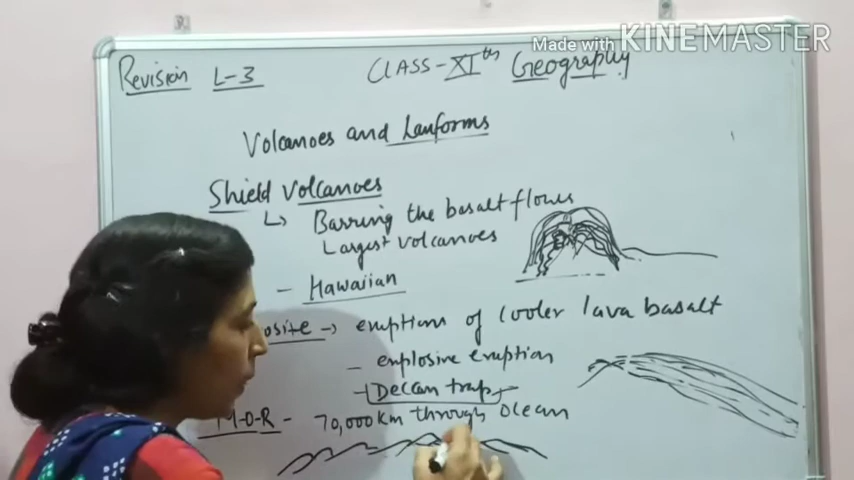 Made with KINEMASTER
Revision L-3 CLASS-XIth Geography
Volcanoes and Lanforms
Shield Volcanoes
↳ Barring the basalt flows
Largest volcanoes
- Hawaiian
osite → eruptions of cooler lava basalt
- explosive eruption
Deccan trap
M-O-R - 70,000 km through Ocean